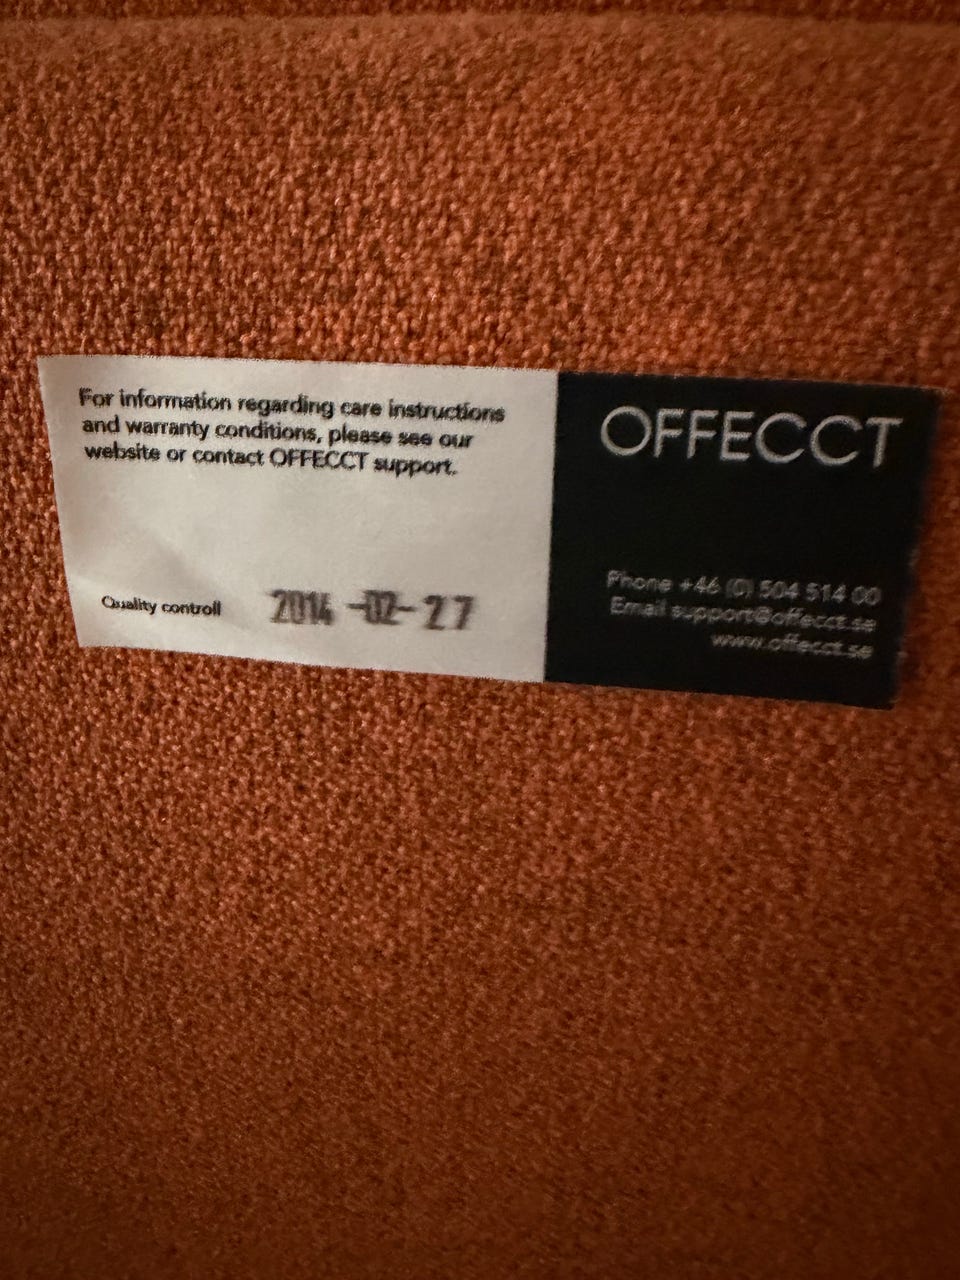 For information regarding care instructions
and warranty conditions, please see our
website or contact OFFECCT support.
Quality controll 2014-02-27
OFFECCT
Phone +46 (0) 504 514 00
Email support@offecct.se
www.offecct.se